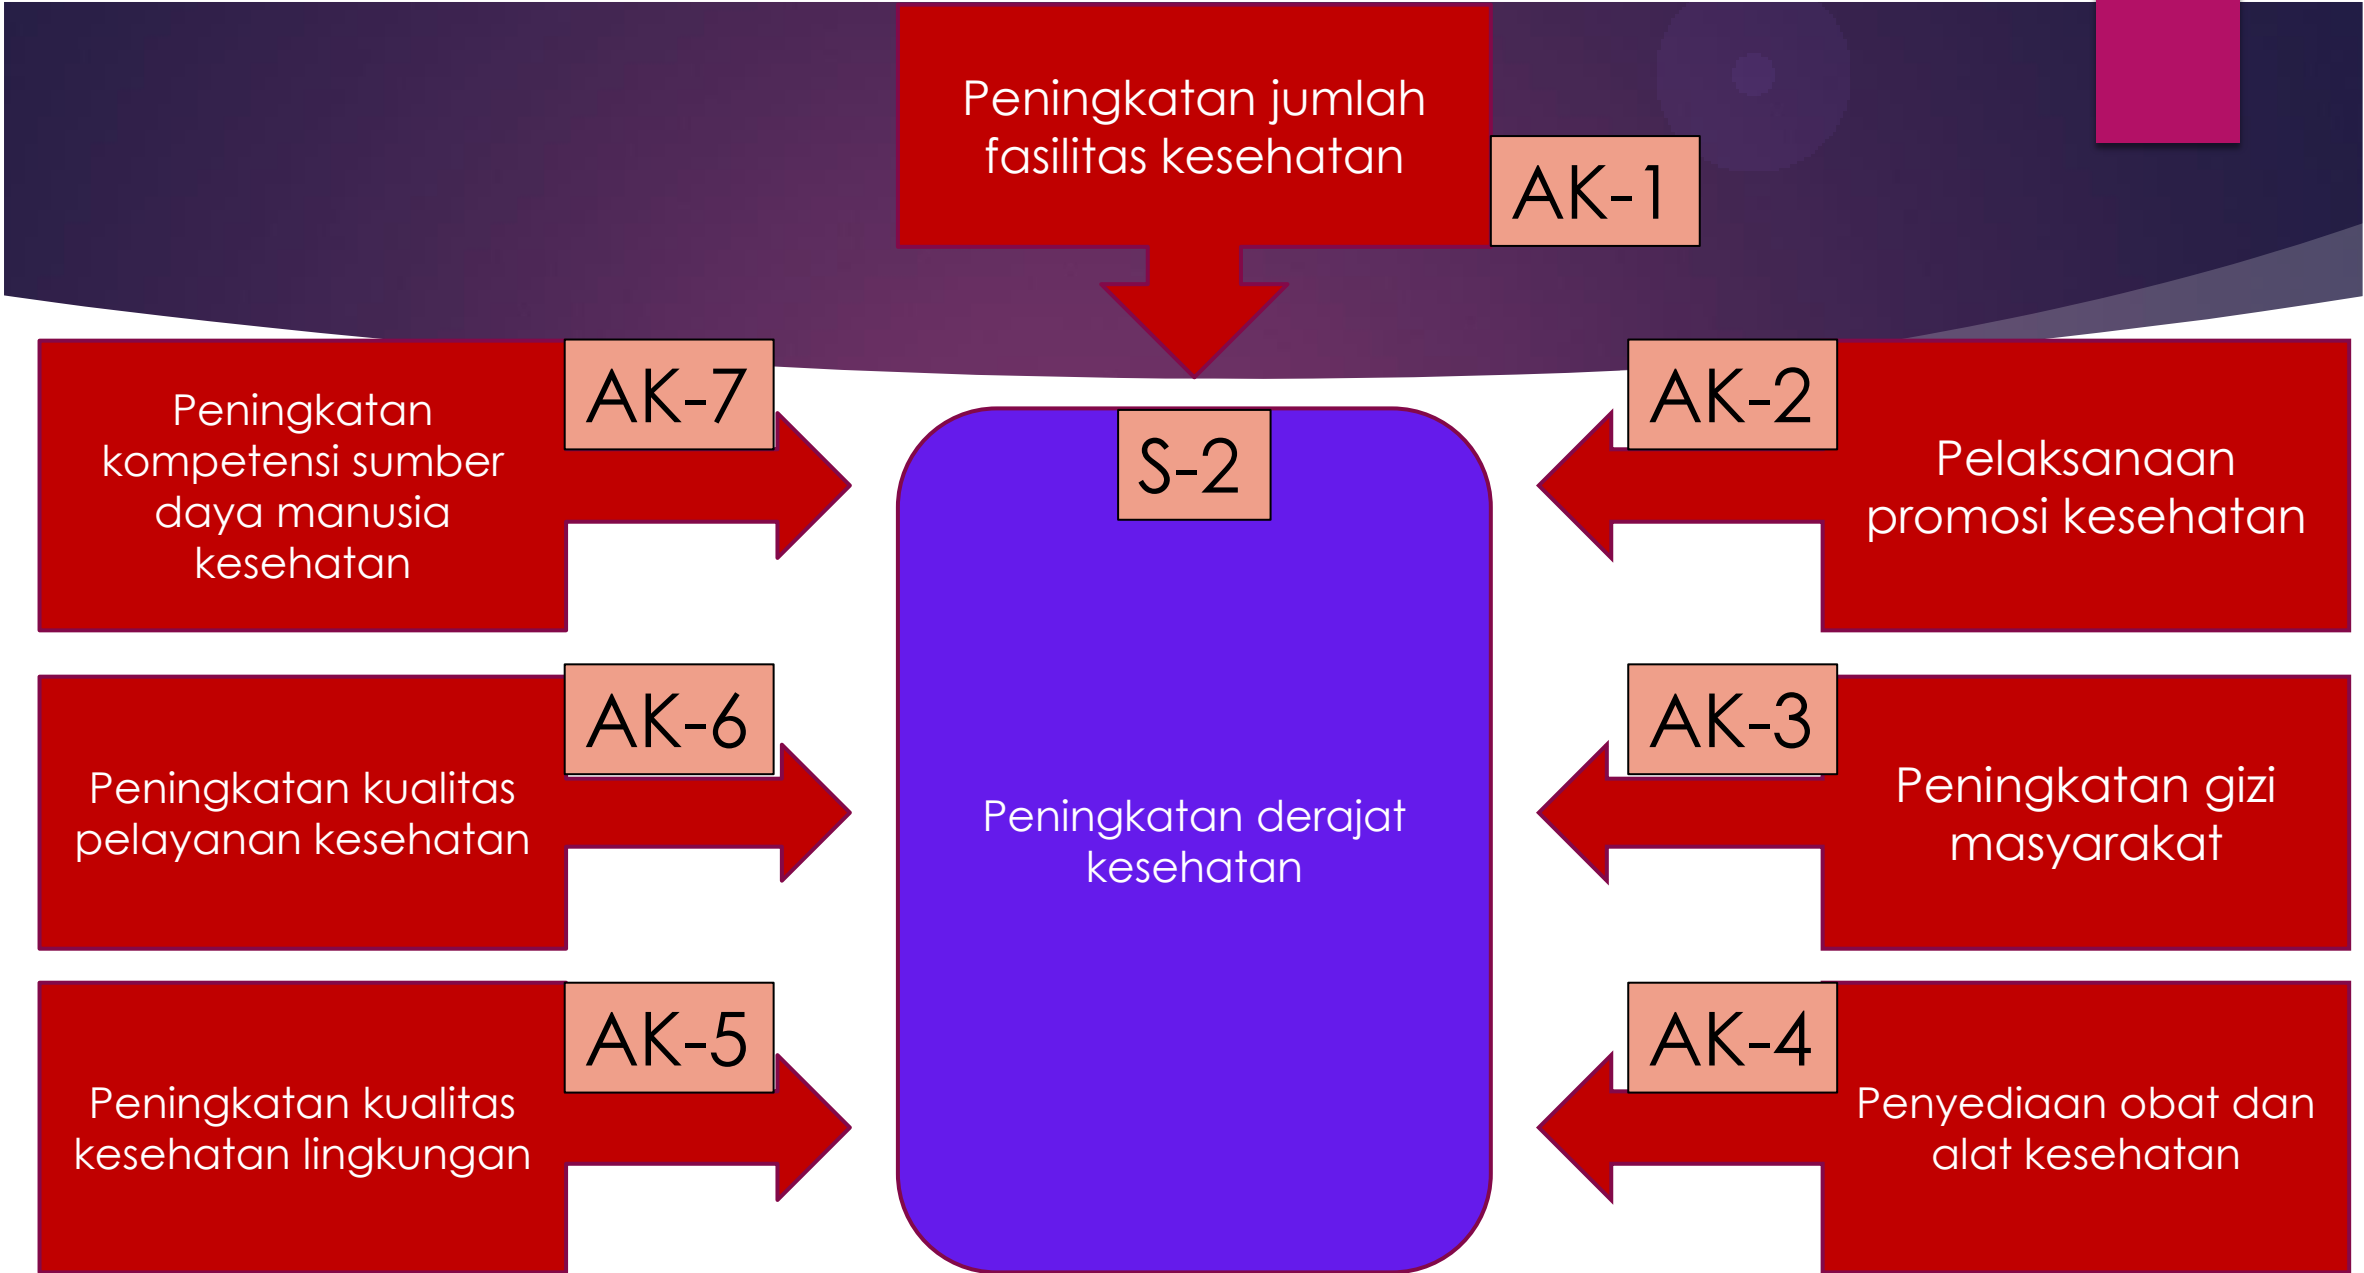 Peningkatan jumlah
fasilitas kesehatan
AK-1
AK-7
Peningkatan
kompetensi sumber
daya manusia
kesehatan
S-2
Peningkatan derajat
kesehatan
AK-2
Pelaksanaan
promosi kesehatan
AK-6
Peningkatan kualitas
pelayanan kesehatan
AK-3
Peningkatan gizi
masyarakat
AK-5
Peningkatan kualitas
kesehatan lingkungan
AK-4
Penyediaan obat dan
alat kesehatan